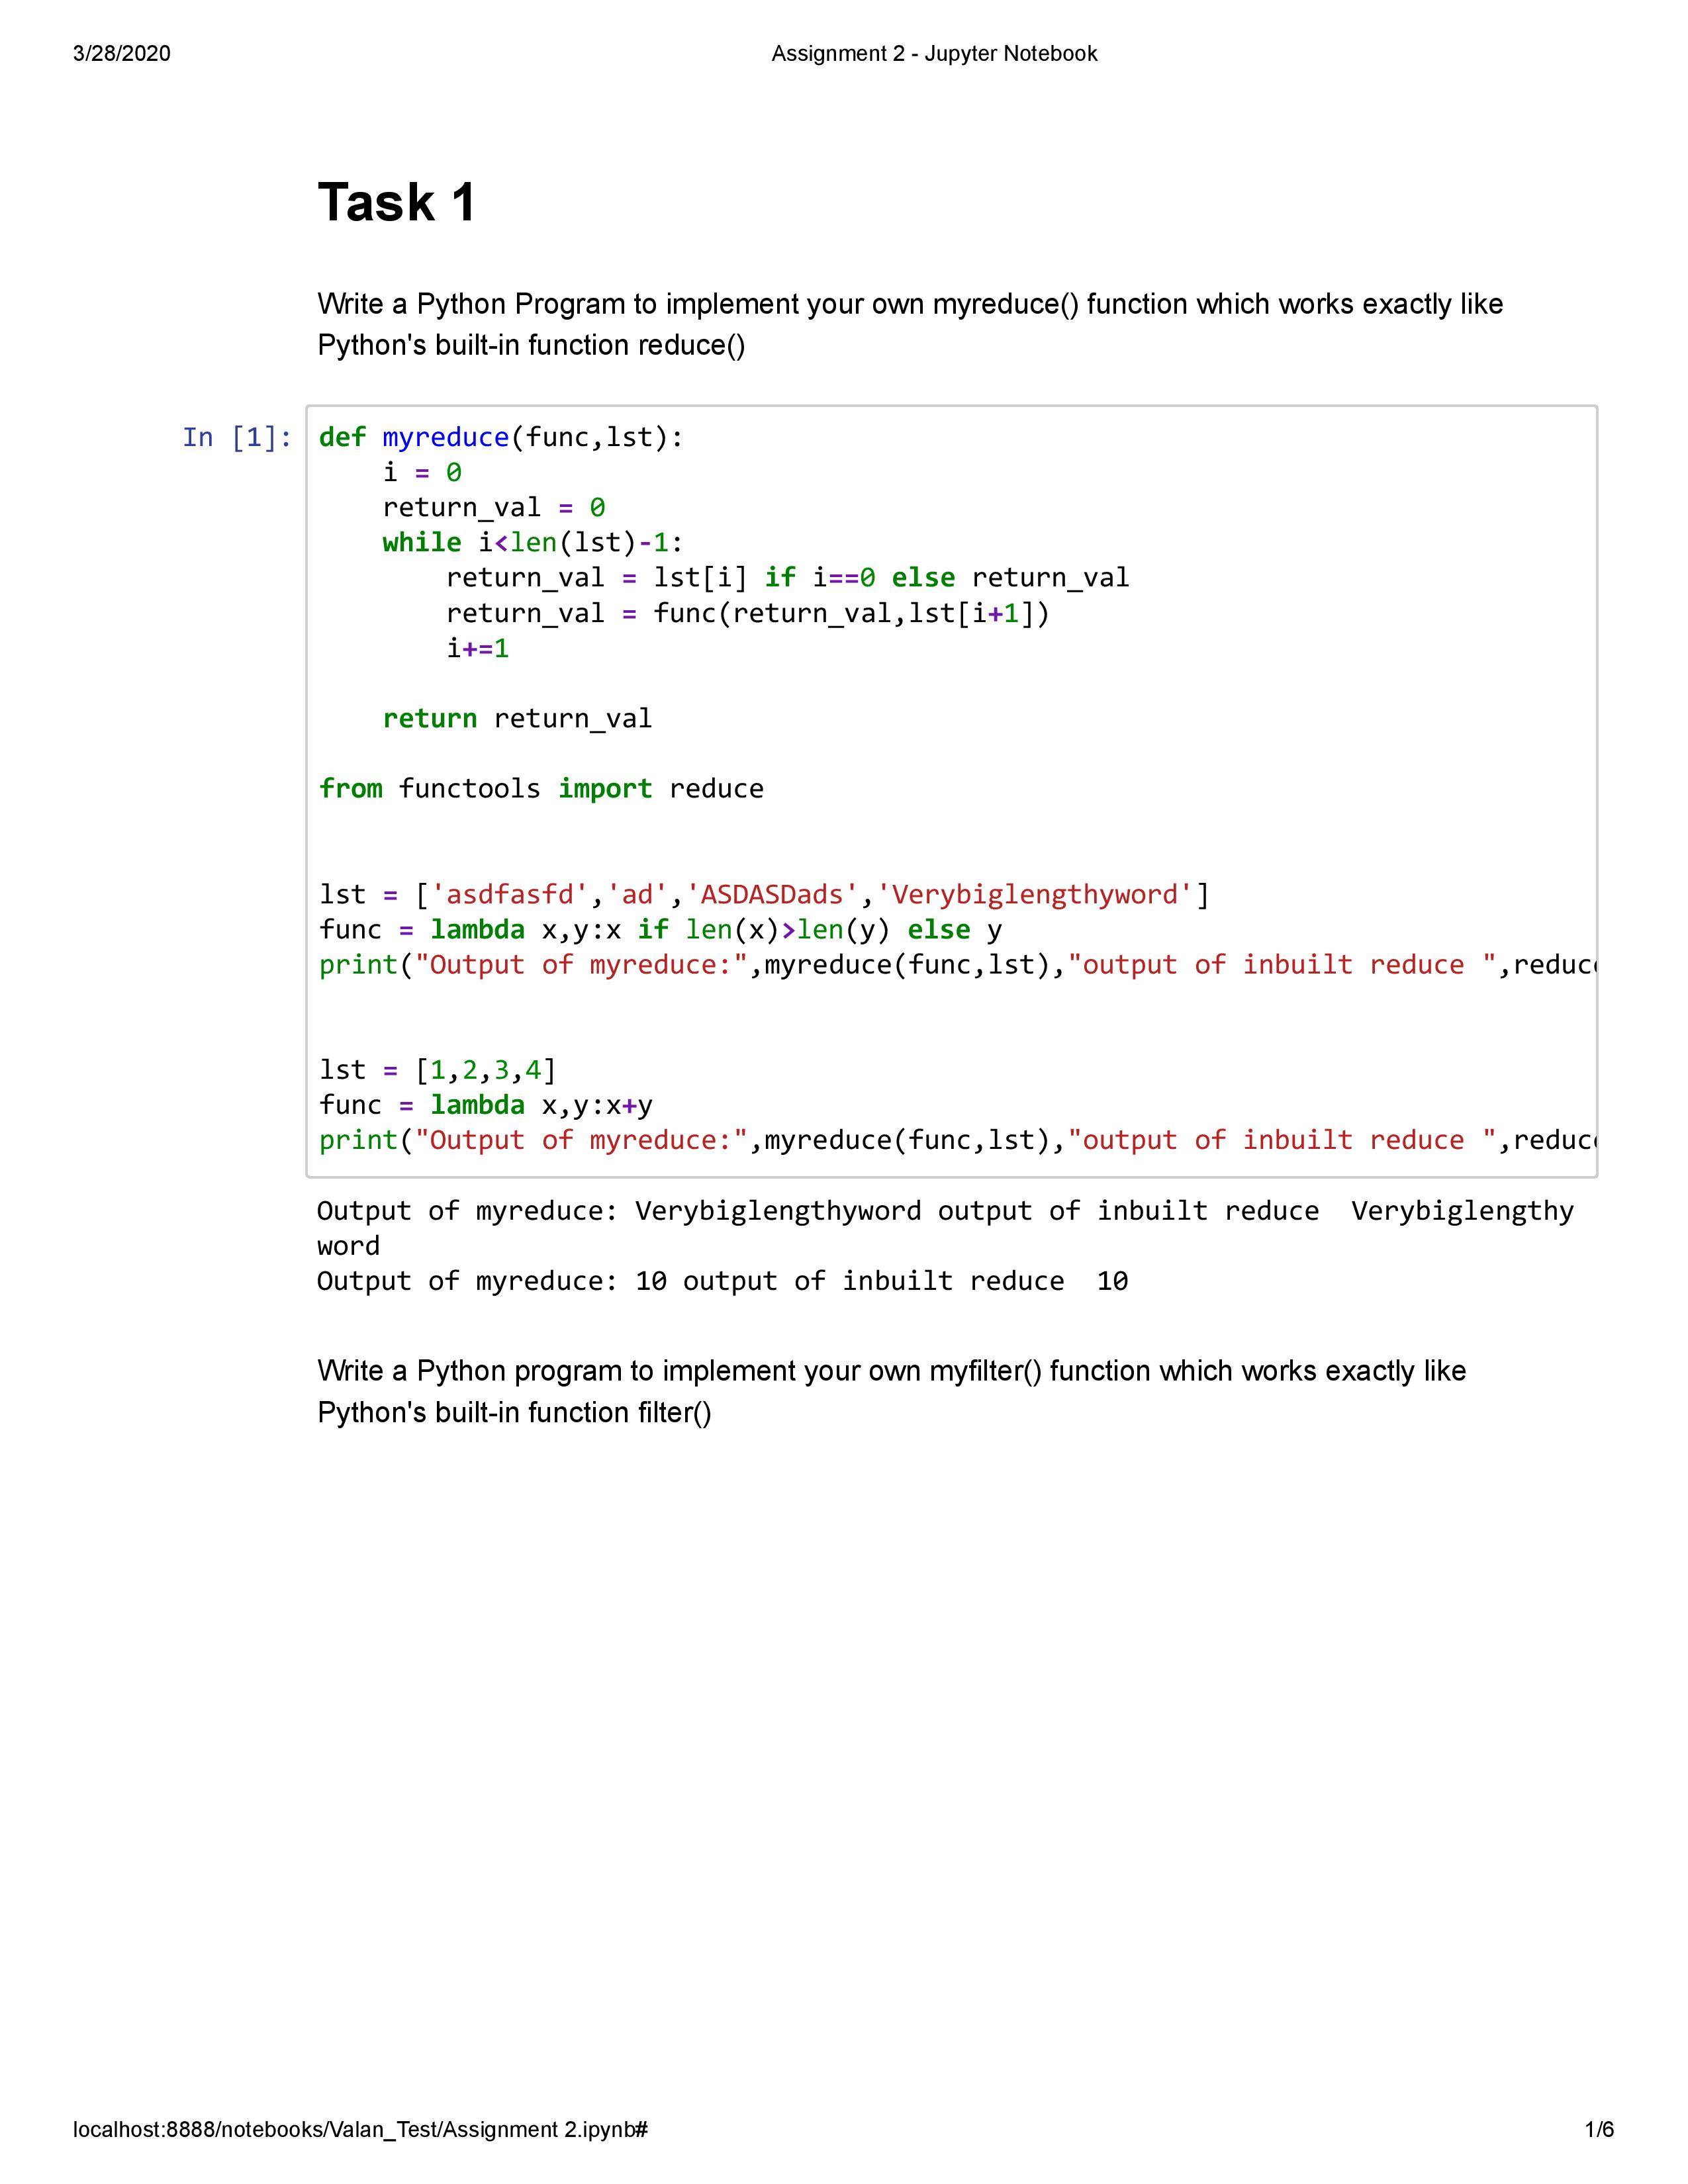 3/28/2020 Assignment 2 - Jupyter Notebook
Task 1
Write a Python Program to implement your own myreduce() function which works exactly like
Python's built-in function reduce()
In [1]: def myreduce(func,lst):
    i = 0
    return_val = 0
    while i<len(lst)-1:
        return_val = lst[i] if i==0 else return_val
        return_val = func(return_val,lst[i+1])
        i+=1
    return return_val
from functools import reduce
lst = ['asdfasfd','ad','ASDASDads','Verybiglengthyword']
func = lambda x,y:x if len(x)>len(y) else y
print("Output of myreduce:",myreduce(func,lst),"output of inbuilt reduce ",reduc
lst = [1,2,3,4]
func = lambda x,y:x+y
print("Output of myreduce:",myreduce(func,lst),"output of inbuilt reduce ",reduc
Output of myreduce: Verybiglengthyword output of inbuilt reduce  Verybiglengthy
word
Output of myreduce: 10 output of inbuilt reduce  10
Write a Python program to implement your own myfilter() function which works exactly like
Python's built-in function filter()
localhost:8888/notebooks/Valan_Test/Assignment 2.ipynb# 1/6